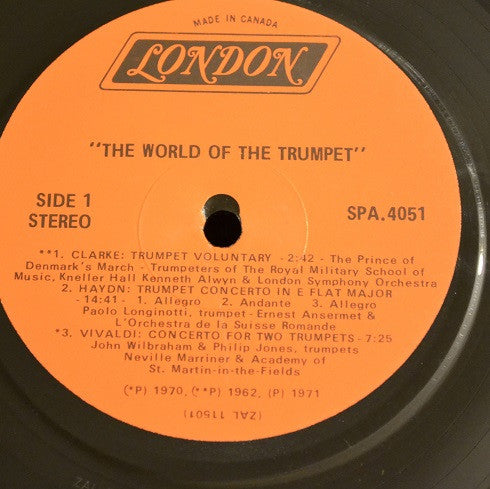 MADE IN CANADA
LONDON
"THE WORLD OF THE TRUMPET"
SIDE 1
STEREO
SPA.4051
**1. CLARKE: TRUMPET VOLUNTARY - 2:42 - The Prince of
Denmark's March - Trumpeters of The Royal Military School of
Music, Kneller Hall Kenneth Alwyn & London Symphony Orchestra
2. HAYDN: TRUMPET CONCERTO IN E FLAT MAJOR
- 14:41 - 1. Allegro 2. Andante 3. Allegro
Paolo Longinotti, trumpet - Ernest Ansermet &
L'Orchestra de la Suisse Romande
*3. VIVALDI: CONCERTO FOR TWO TRUMPETS - 7:25
John Wilbraham & Philip Jones, trumpets
Neville Marriner & Academy of
St. Martin-in-the-Fields
(*P) 1970, (**P) 1962, (P) 1971
(ZAL 11501)